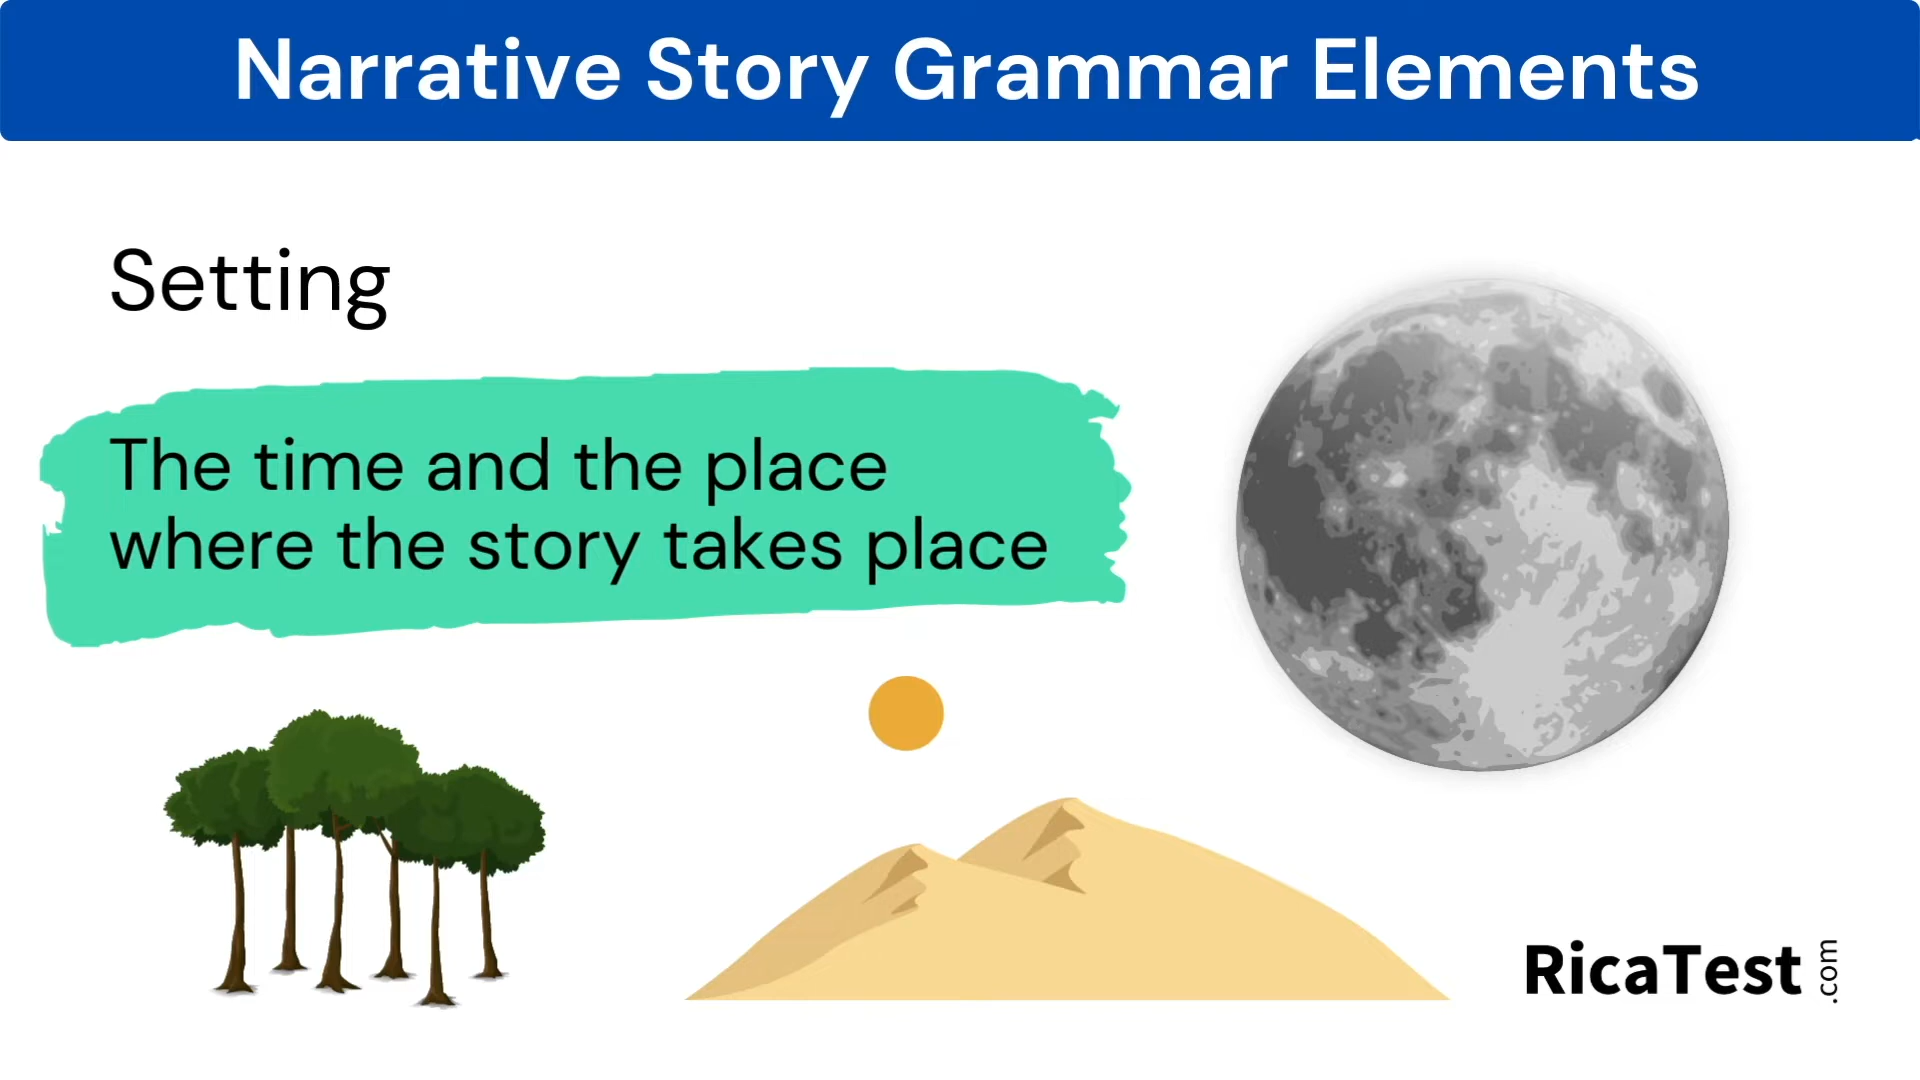 Narrative Story Grammar Elements
Setting
The time and the place
where the story takes place
RicaTest.com